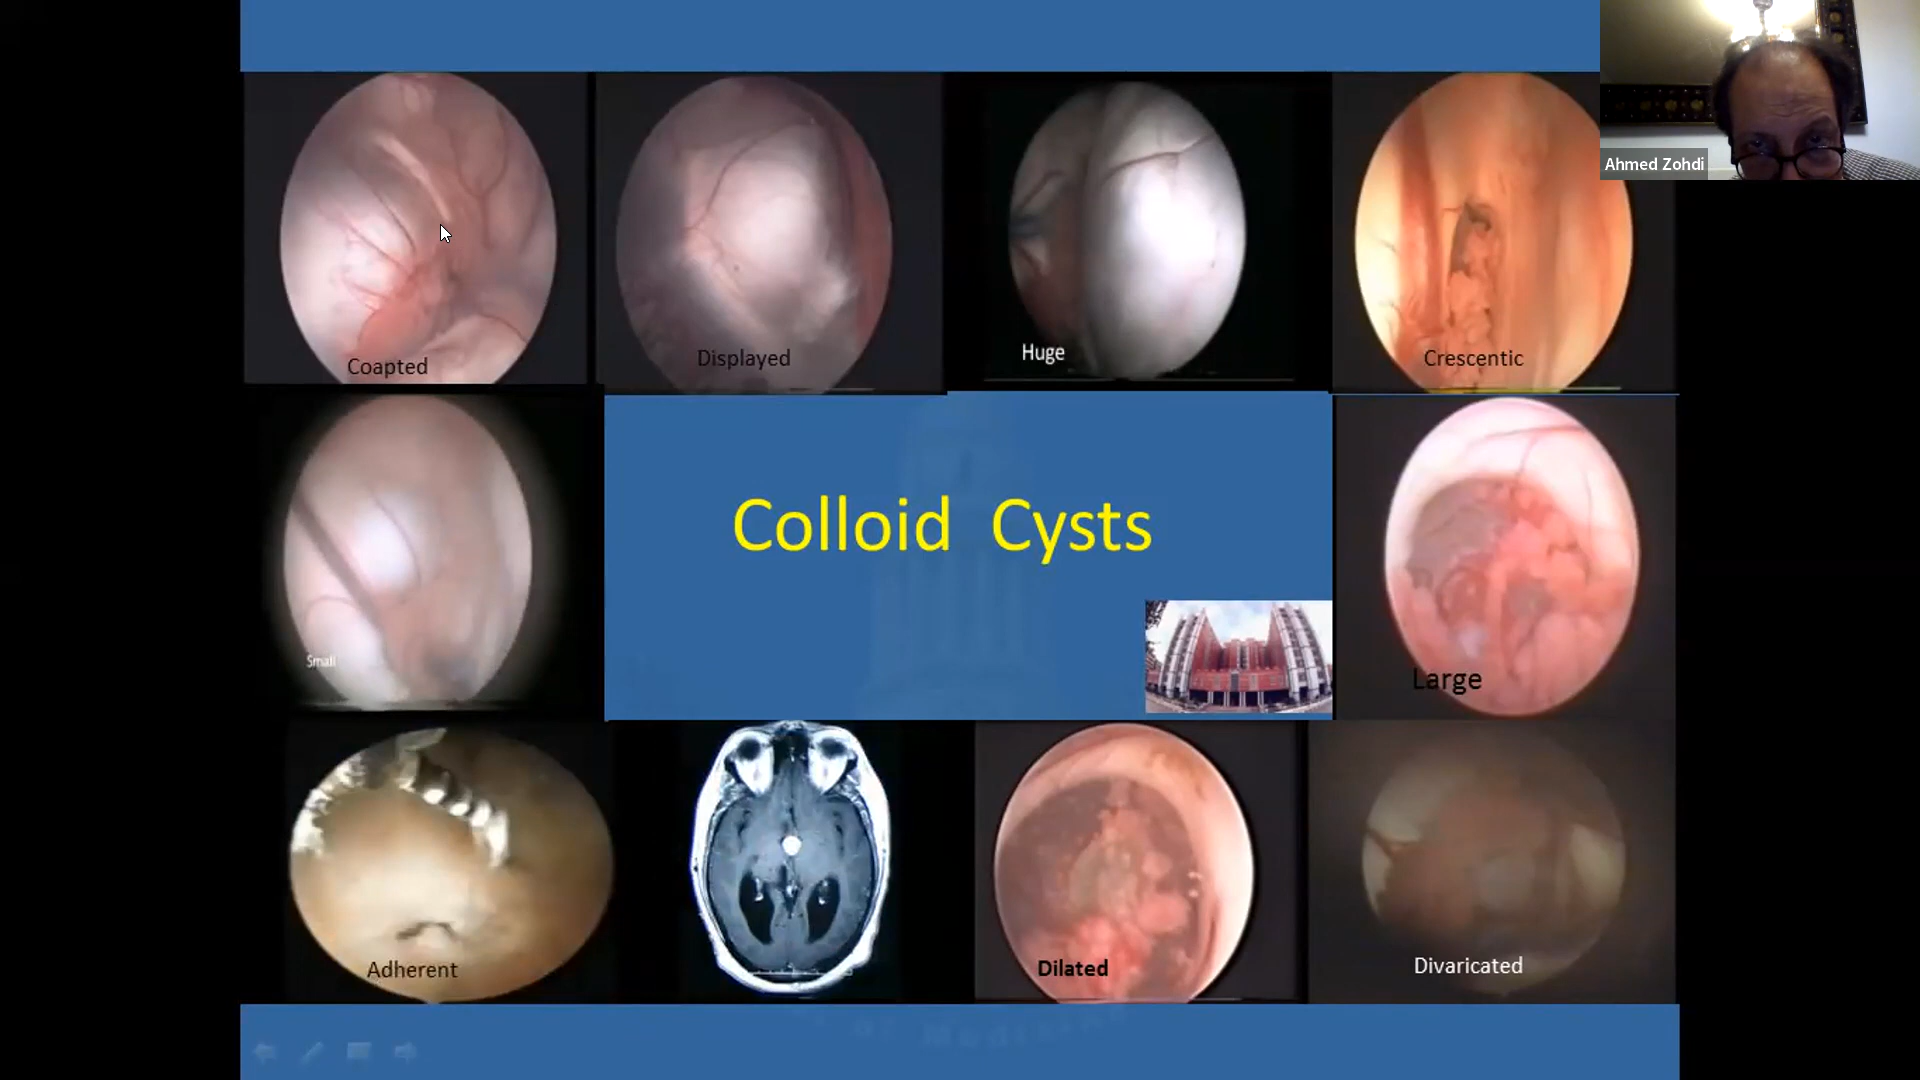 Ahmed Zohdi
Coapted
Displayed
Huge
Crescentic
Small
Colloid Cysts
Large
Adherent
Dilated
Divaricated